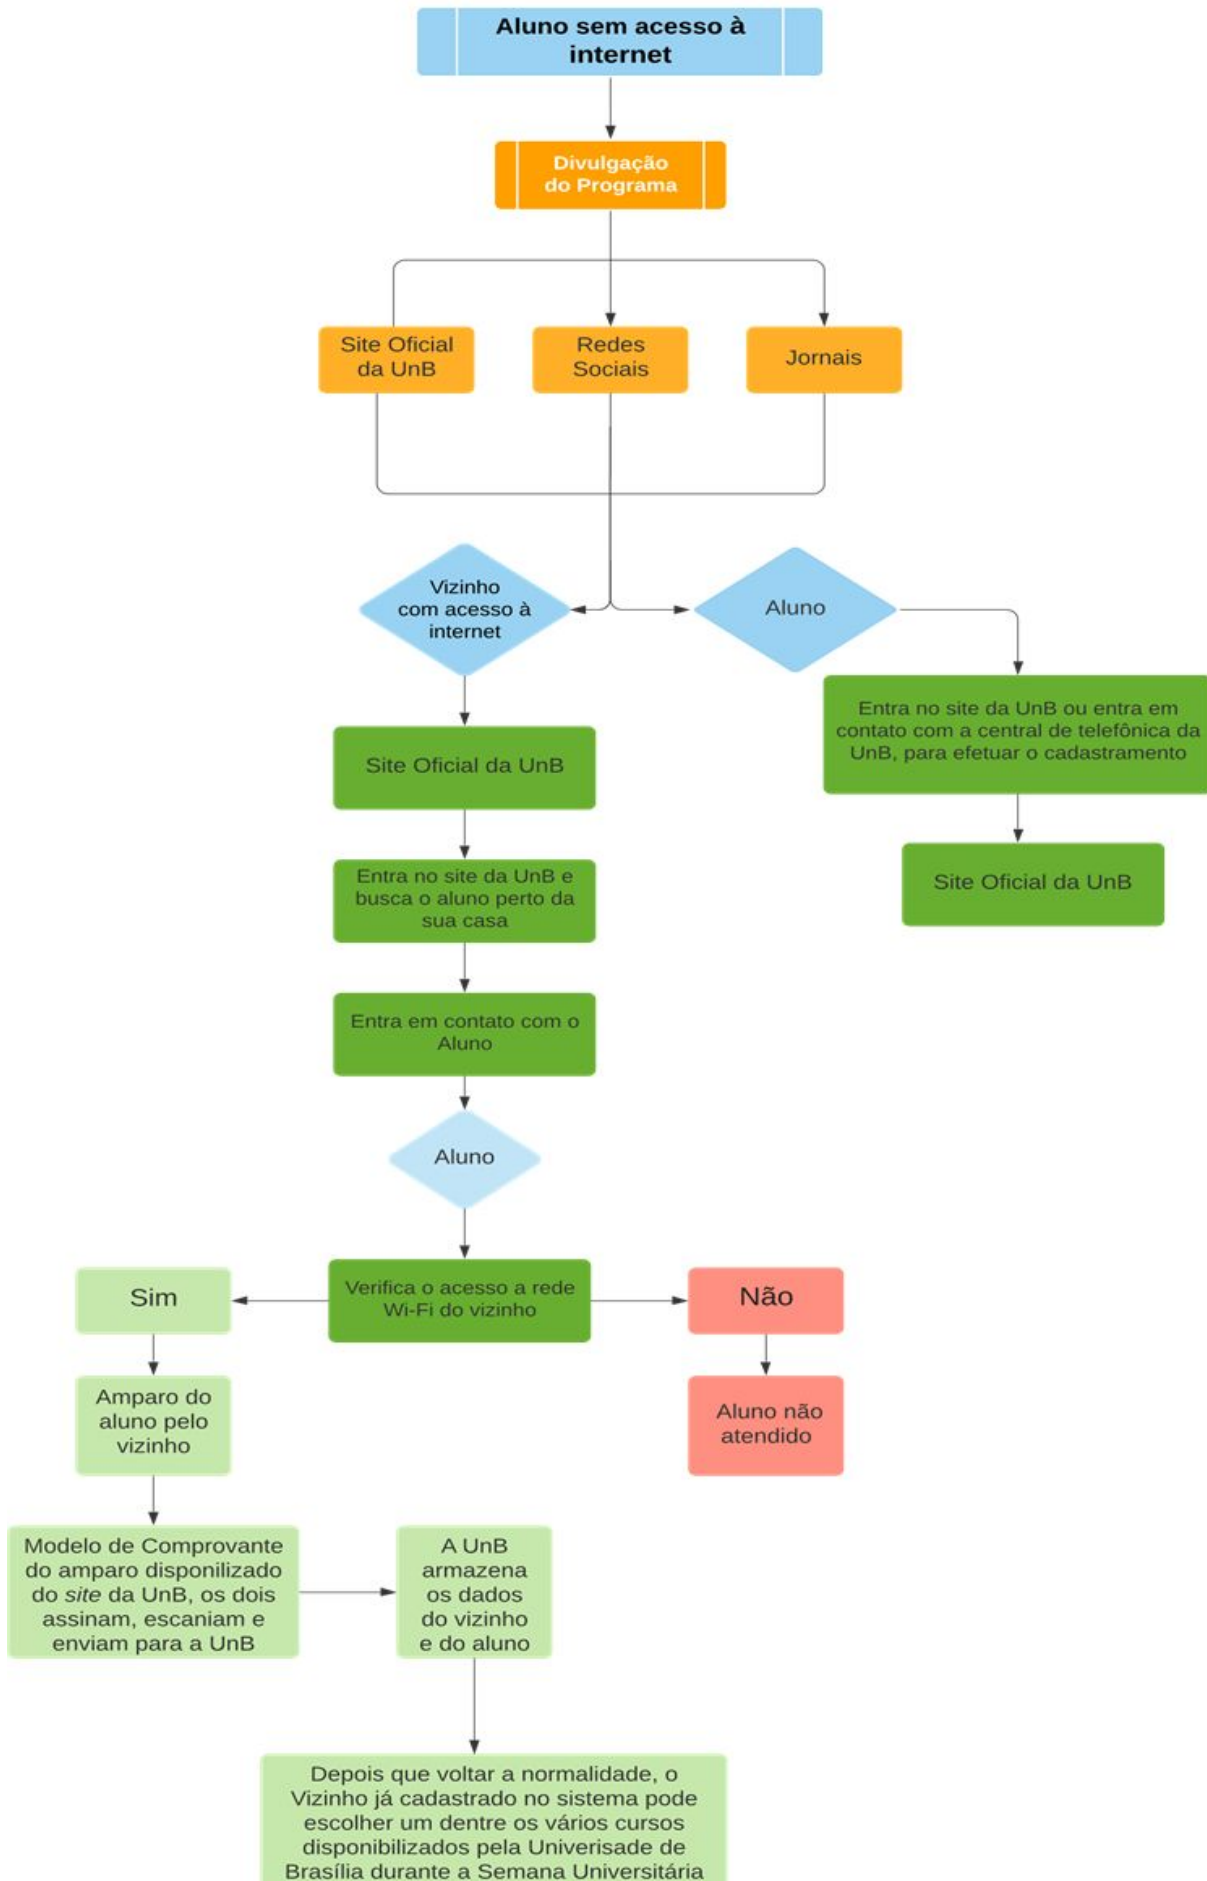 Aluno sem acesso à
internet
Divulgação
do Programa
Site Oficial
da UnB
Redes
Sociais
Jornais
Vizinho
com acesso à
internet
Aluno
Entra no site da UnB ou entra em
contato com a central de telefônica da
UnB, para efetuar o cadastramento
Site Oficial da UnB
Site Oficial da UnB
Entra no site da UnB e
busca o aluno perto da
sua casa
Entra em contato com o
Aluno
Aluno
Verifica o acesso a rede
Wi-Fi do vizinho
Sim
Não
Amparo do
aluno pelo
vizinho
Aluno não
atendido
Modelo de Comprovante
do amparo disponilizado
do site da UnB, os dois
assinam, escaniam e
enviam para a UnB
A UnB
armazena
os dados
do vizinho
e do aluno
Depois que voltar a normalidade, o
Vizinho já cadastrado no sistema pode
escolher um dentre os vários cursos
disponibilizados pela Univerisade de
Brasília durante a Semana Universitária